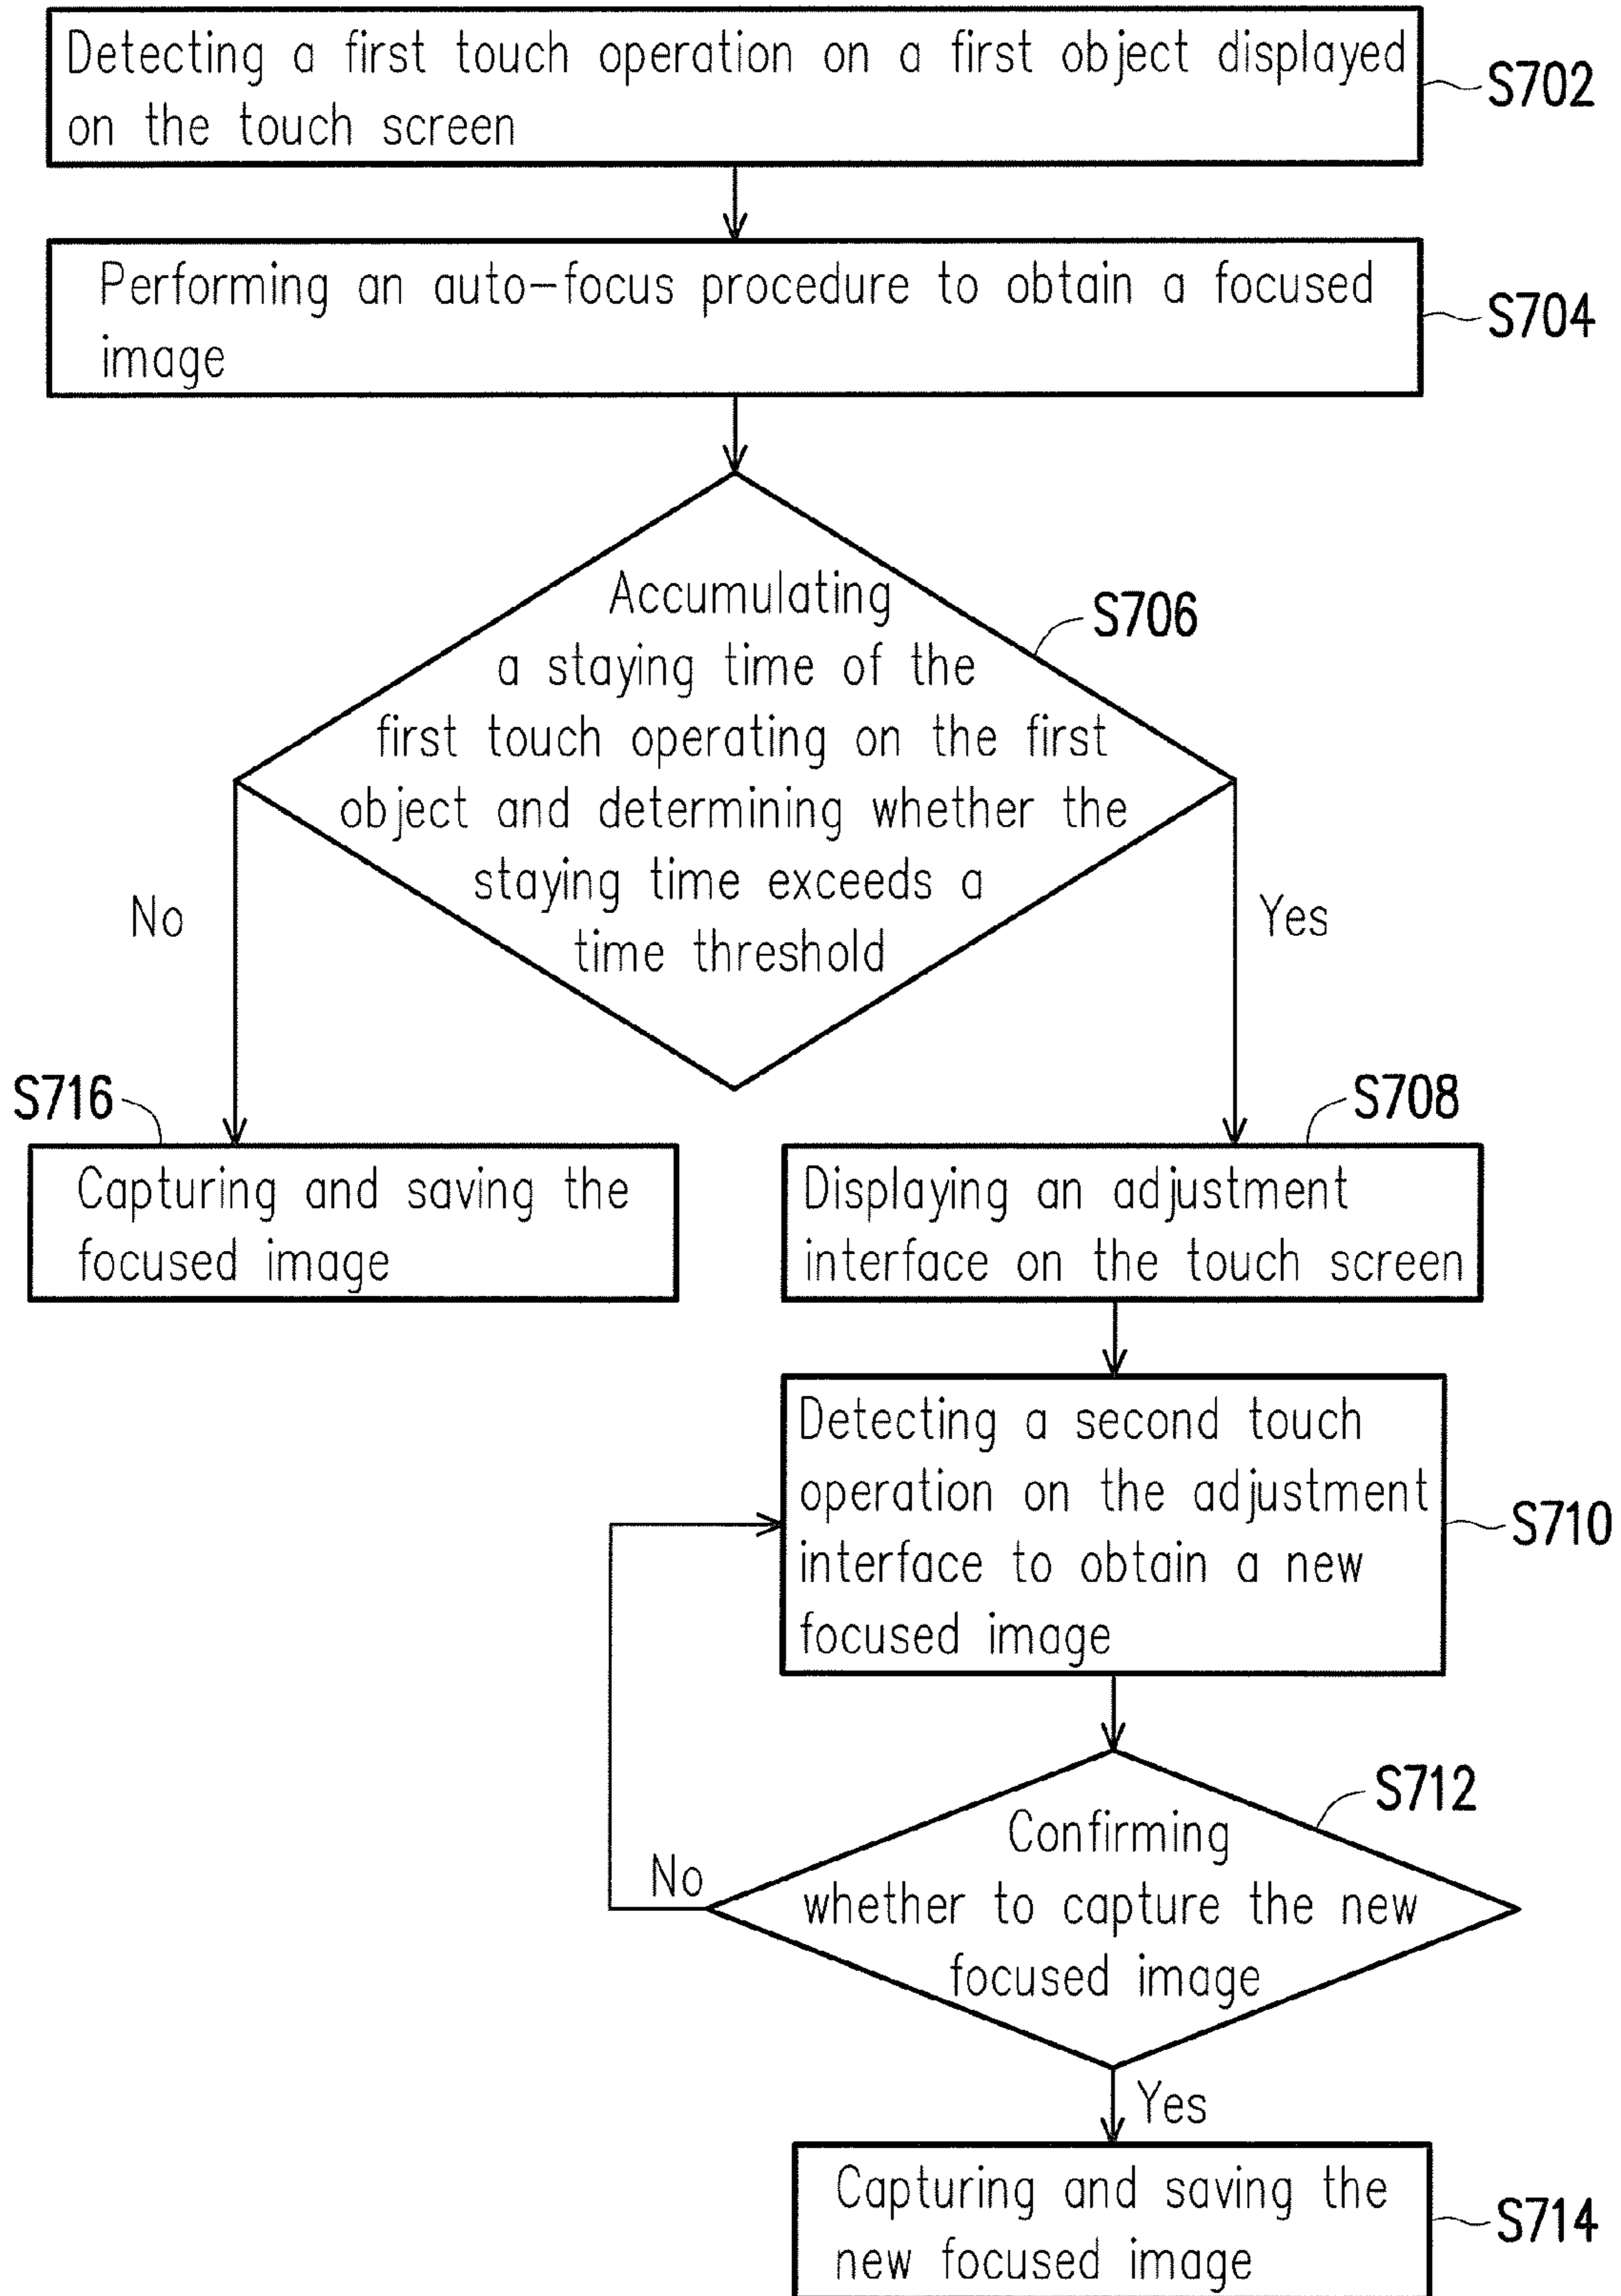 Detecting a first touch operation on a first object displayed
on the touch screen
S702
Performing an auto-focus procedure to obtain a focused
image
S704
Accumulating
a staying time of the
first touch operating on the first
object and determining whether the
staying time exceeds a
time threshold
S706
No
Yes
S716
Capturing and saving the
focused image
S708
Displaying an adjustment
interface on the touch screen
Detecting a second touch
operation on the adjustment
interface to obtain a new
focused image
S710
Confirming
whether to capture the new
focused image
S712
No
Yes
Capturing and saving the
new focused image
S714